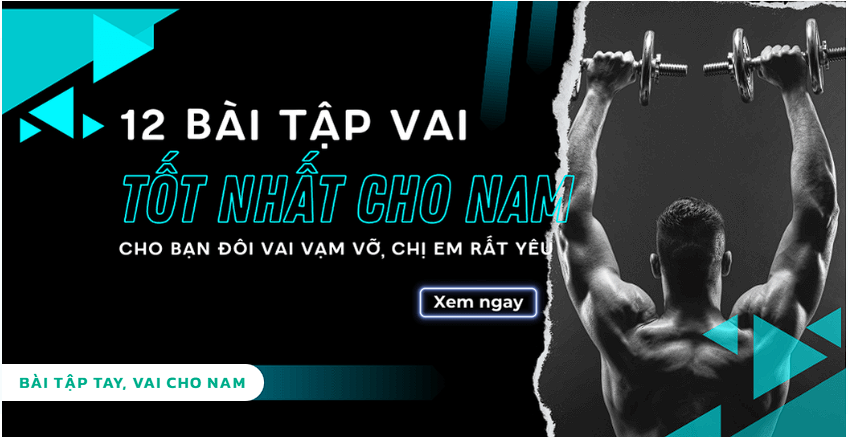 12 BÀI TẬP VAI
TỐT NHẤT CHO NAM
CHO BẠN ĐÔI VAI VẠM VỠ, CHỊ EM RẤT YÊU
Xem ngay
BÀI TẬP TAY, VAI CHO NAM